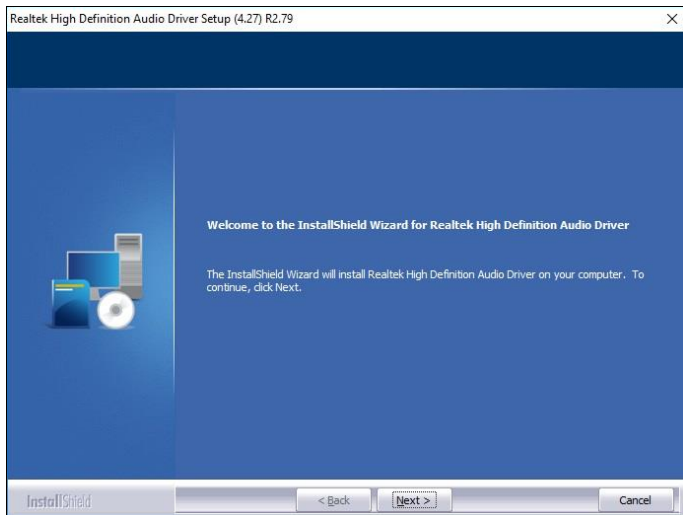 Realtek High Definition Audio Driver Setup (4.27) R2.79
Welcome to the InstallShield Wizard for Realtek High Definition Audio Driver
The InstallShield Wizard will install Realtek High Definition Audio Driver on your computer. To
continue, click Next.
InstallShield
< Back
Next >
Cancel